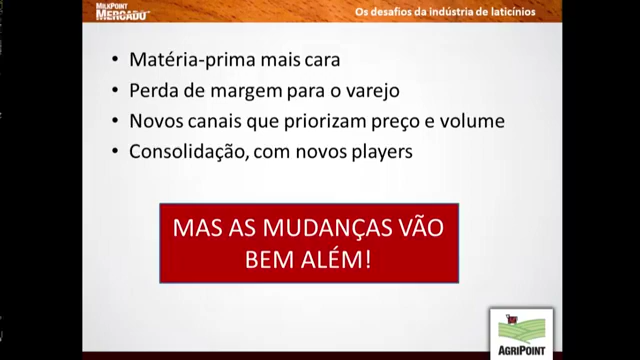 MILKPOINT
MERCADO
Os desafios da indústria de laticínios
• Matéria-prima mais cara
• Perda de margem para o varejo
• Novos canais que priorizam preço e volume
• Consolidação, com novos players
MAS AS MUDANÇAS VÃO
BEM ALÉM!
AGRIPOINT